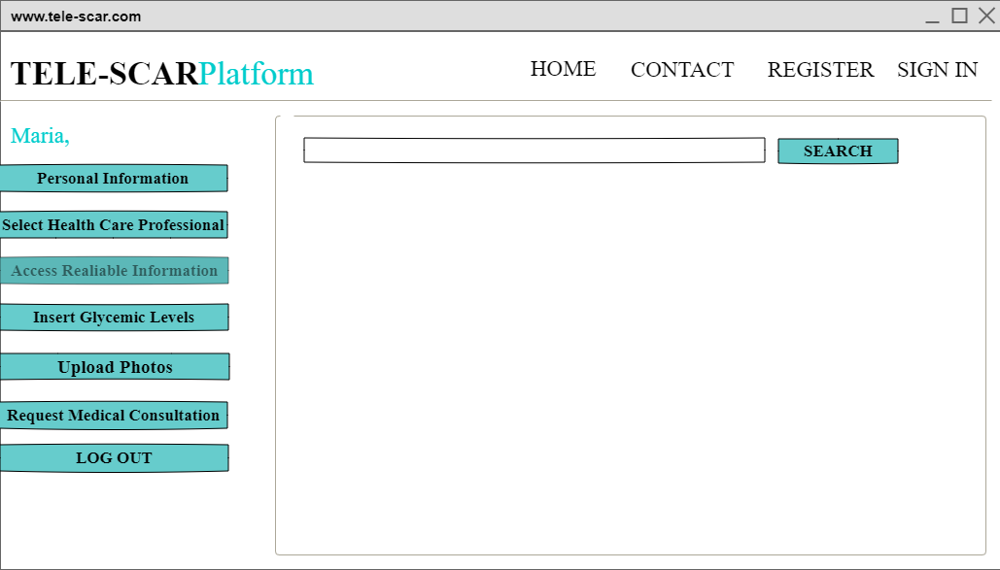 www.tele-scar.com
TELE-SCARPlatform
HOME CONTACT REGISTER SIGN IN
Maria,
SEARCH
Personal Information
Select Health Care Professional
Access Realiable Information
Insert Glycemic Levels
Upload Photos
Request Medical Consultation
LOG OUT